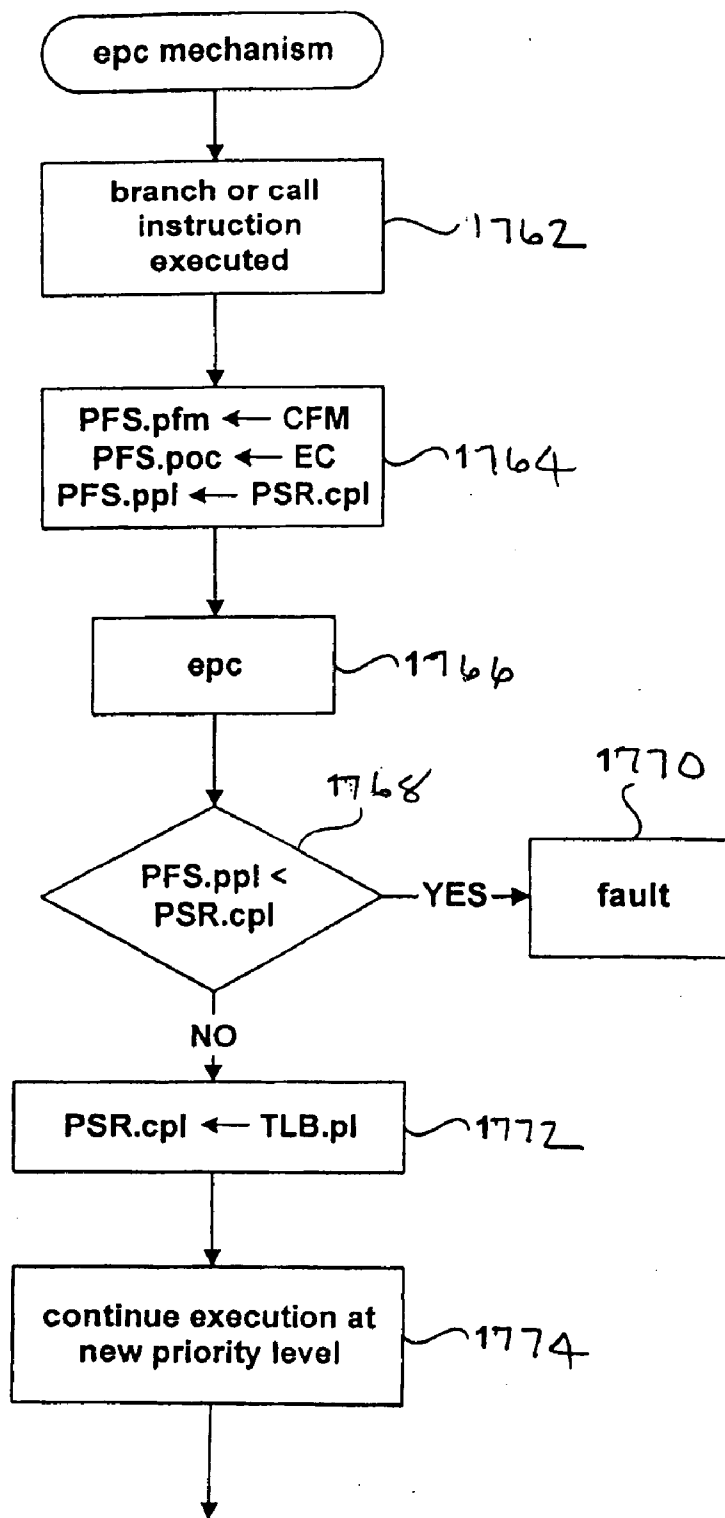 epc mechanism
branch or call
instruction
executed
1762
PFS.pfm ← CFM
PFS.poc ← EC
PFS.ppl ← PSR.cpl
1764
epc
1766
1768
PFS.ppl <
PSR.cpl
YES
1770
fault
NO
PSR.cpl ← TLB.pl
1772
continue execution at
new priority level
1774